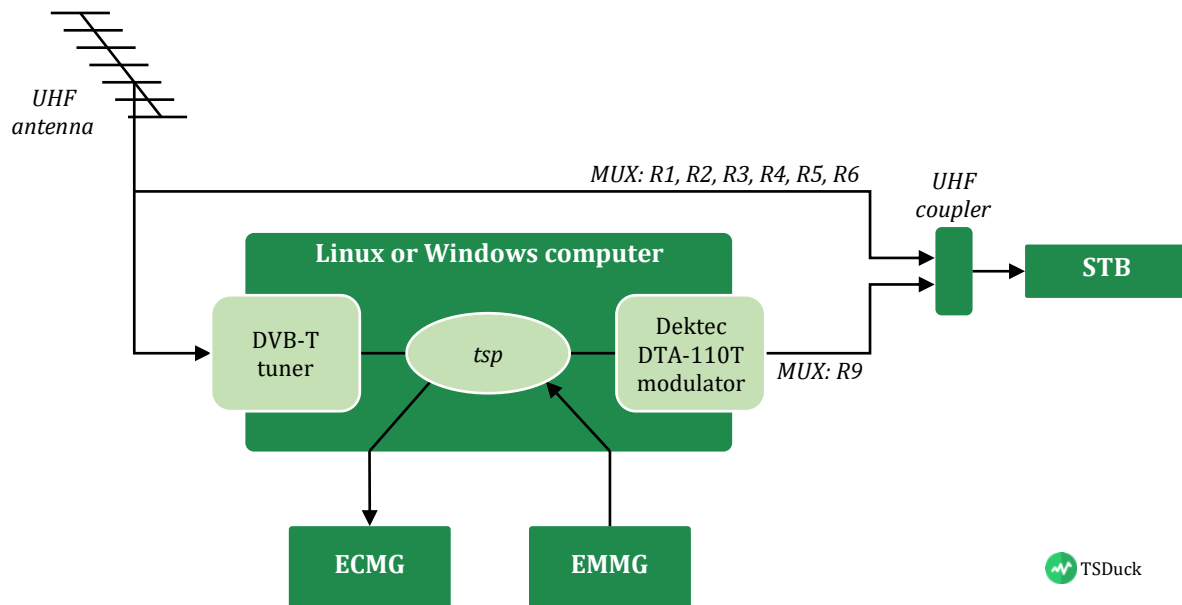 UHF
antenna
MUX: R1, R2, R3, R4, R5, R6
UHF
coupler
Linux or Windows computer
STB
DVB-T
tuner
tsp
Dektec
DTA-110T
modulator
MUX: R9
ECMG
EMMG
TSDuck